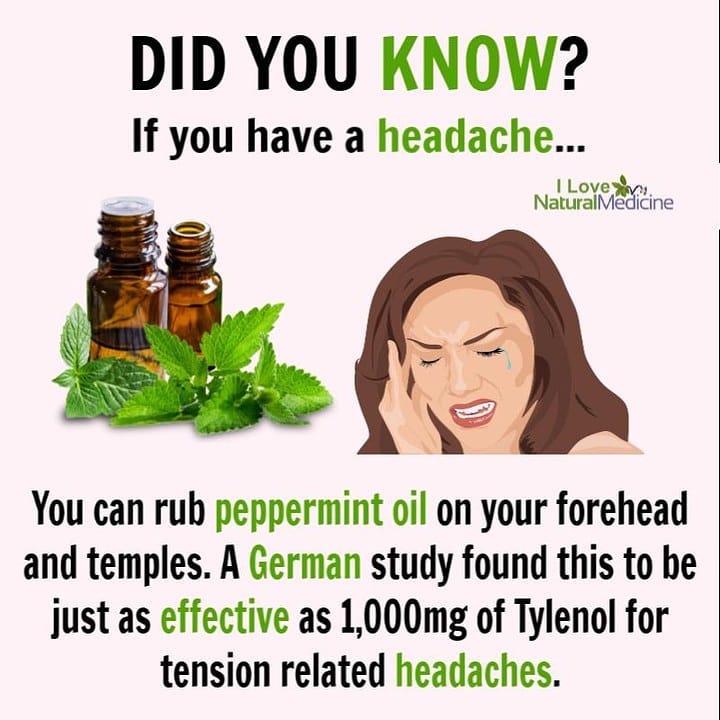 DID YOU KNOW?
If you have a headache...
I Love
NaturalMedicine
You can rub peppermint oil on your forehead
and temples. A German study found this to be
just as effective as 1,000mg of Tylenol for
tension related headaches.